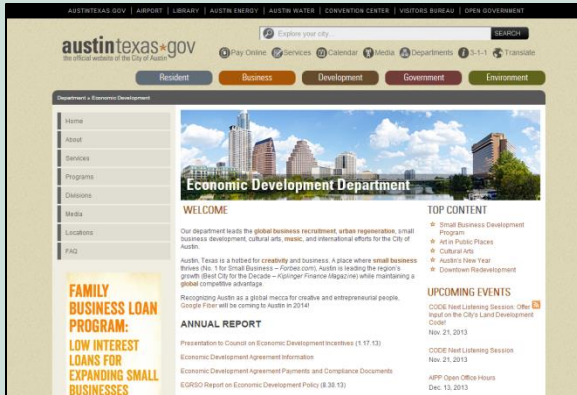 AUSTINTEXAS.GOV | AIRPORT | LIBRARY | AUSTIN ENERGY | AUSTIN WATER | CONVENTION CENTER | VISITORS BUREAU | OPEN GOVERNMENT
Explore your city...
SEARCH
austintexas*gov
the official website of the City of Austin
Pay Online Services Calendar Media Departments 3-1-1 Translate
Resident
Business
Development
Government
Environment
Department » Economic Development
Home
About
Services
Programs
Divisions
Media
Locations
FAQ
FAMILY
BUSINESS LOAN
PROGRAM:
LOW INTEREST
LOANS FOR
EXPANDING SMALL
BUSINESSES
Economic Development Department
WELCOME
Our department leads the global business recruitment, urban regeneration, small
business development, cultural arts, music, and international efforts for the City of
Austin.
Austin, Texas is a hotbed for creativity and business. A place where small business
thrives (No. 1 for Small Business – Forbes.com), Austin is leading the region's
growth (Best City for the Decade – Kiplinger Finance Magazine) while maintaining a
global competitive advantage.
Recognizing Austin as a global mecca for creative and entrepreneurial people,
Google Fiber will be coming to Austin in 2014!
ANNUAL REPORT
Presentation to Council on Economic Development Incentives (1.17.13)
Economic Development Agreement Information
Economic Development Agreement Payments and Compliance Documents
EGRSO Report on Economic Development Policy (8.30.13)
TOP CONTENT
Small Business Development
Program
Art in Public Places
Cultural Arts
Austin's New Year
Downtown Redevelopment
UPCOMING EVENTS
CODE Next Listening Session: Offer
Input on the City's Land Development
Code!
Nov. 21, 2013
CODE Next Listening Session
Nov. 21, 2013
AIPP Open Office Hours
Dec. 13, 2013